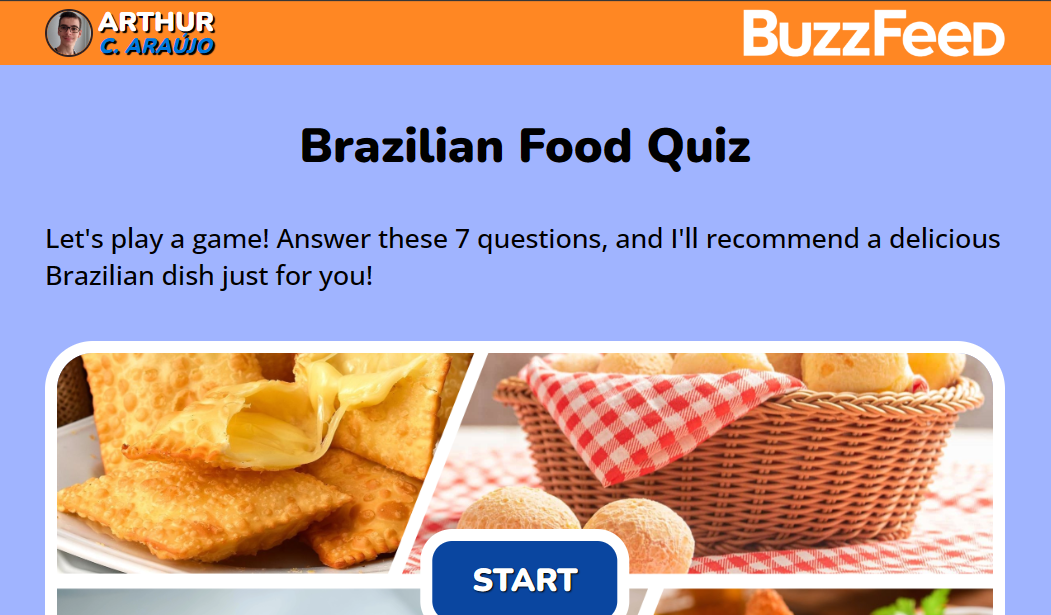 ARTHUR
C. ARAÚJO
BuzzFeeD
Brazilian Food Quiz
Let's play a game! Answer these 7 questions, and I'll recommend a delicious
Brazilian dish just for you!
START